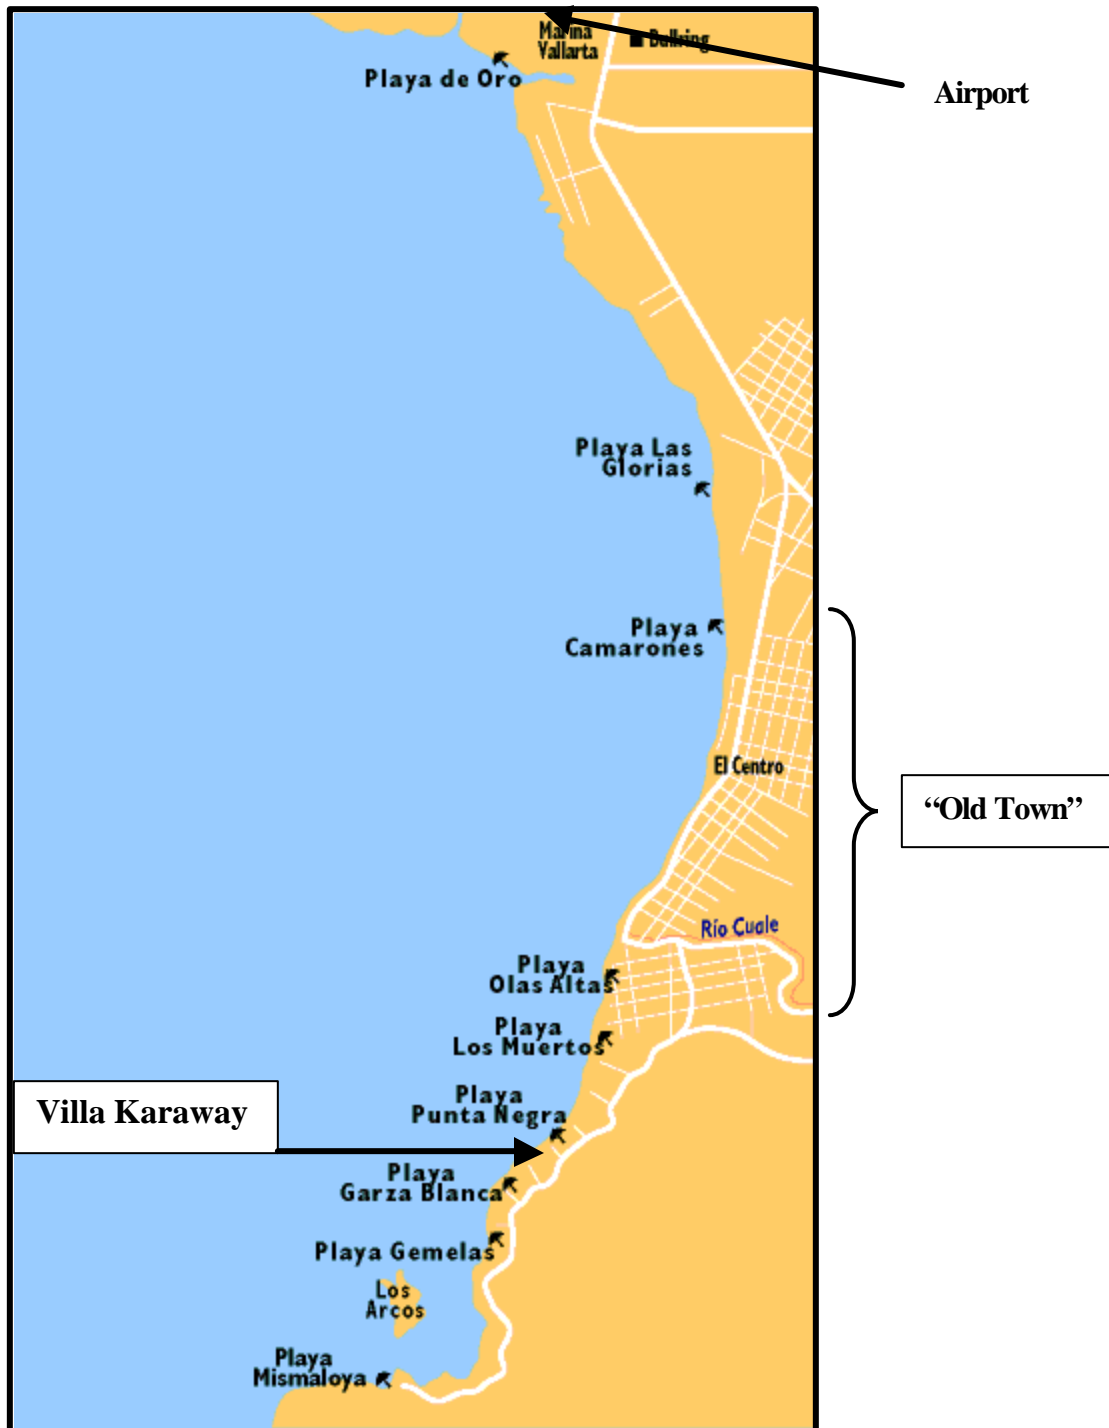 Marina
Vallarta
Bullring
Playa de Oro
Airport
Playa Las
Glorias
Playa
Camarones
El Centro
“Old Town”
Río Cuale
Playa
Olas Altas
Playa
Los Muertos
Playa
Punta Negra
Villa Karaway
Playa
Garza Blanca
Playa Gemelas
Los
Arcos
Playa
Mismaloya